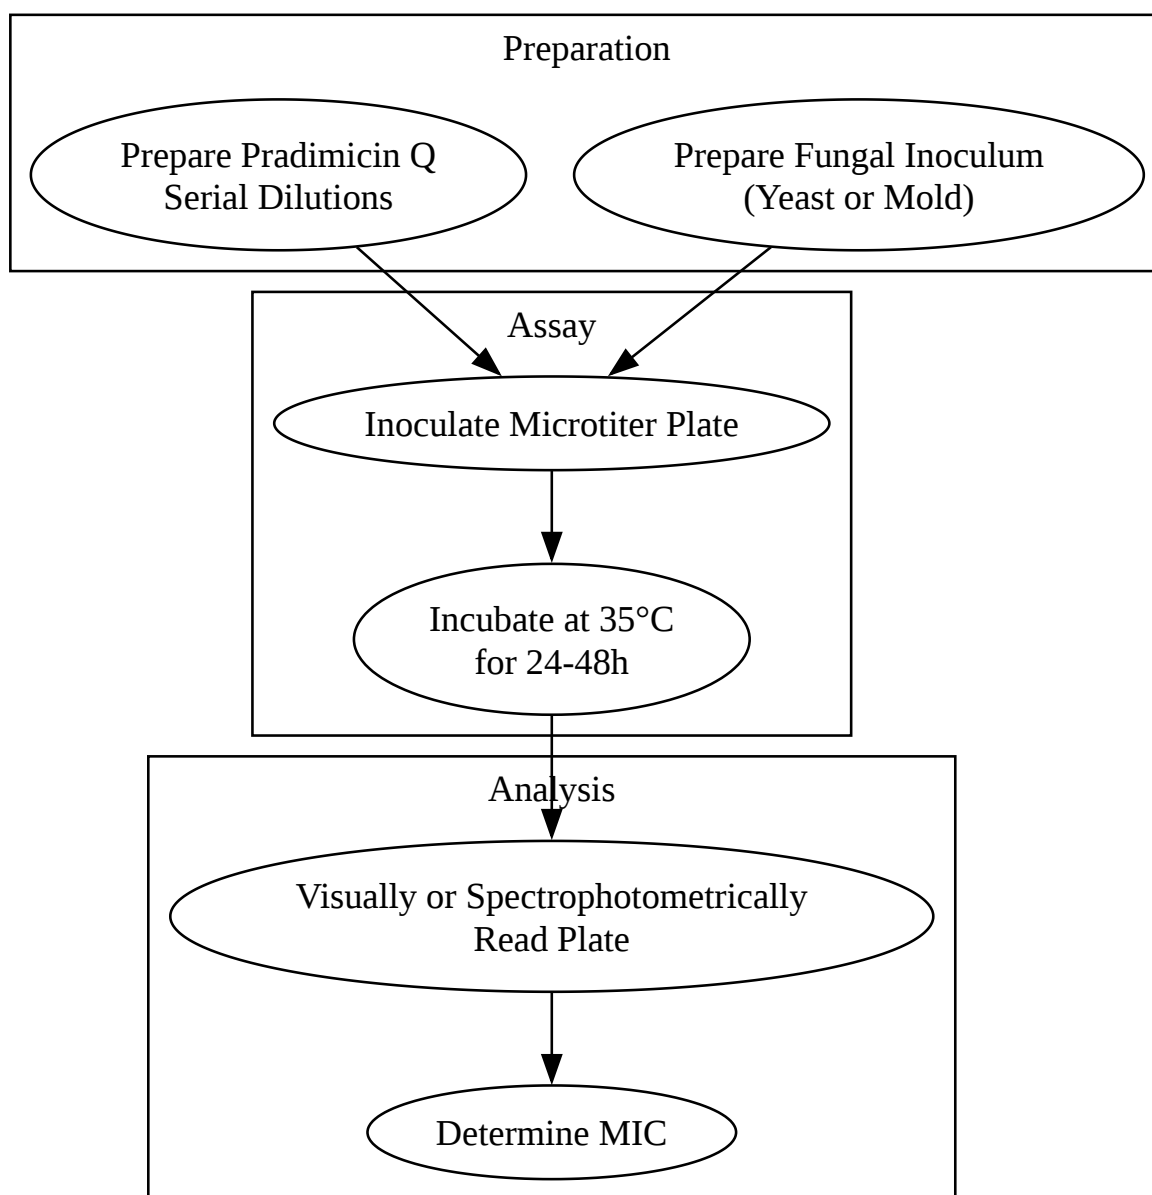 Preparation
Prepare Pradimicin Q
Serial Dilutions
Prepare Fungal Inoculum
(Yeast or Mold)
Assay
Inoculate Microtiter Plate
Incubate at 35°C
for 24-48h
Analysis
Visually or Spectrophotometrically
Read Plate
Determine MIC